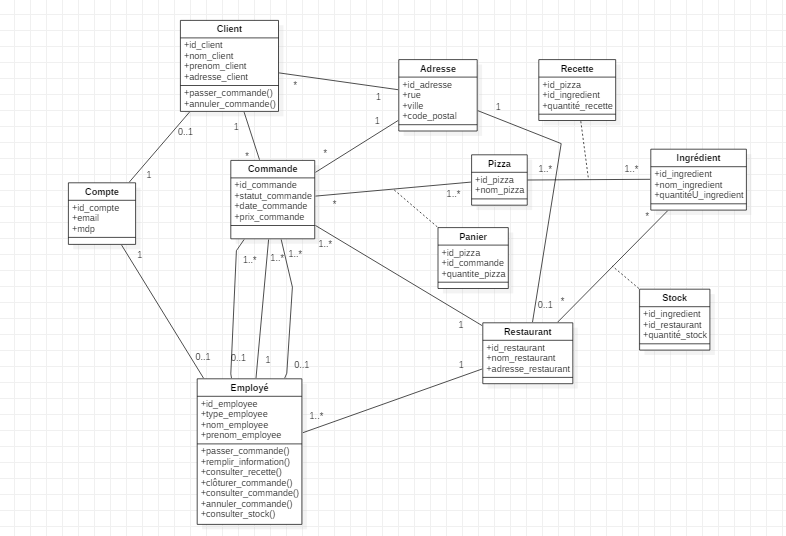 Client
+id_client
+nom_client
+prenom_client
+adresse_client
+passer_commande()
+annuler_commande()
Adresse
+id_adresse
+rue
+ville
+code_postal
Recette
+id_pizza
+id_ingredient
+quantité_recette
*
1
1
1
0..1
1
*
*
Commande
+id_commande
+statut_commande
+date_commande
+prix_commande
Pizza
+id_pizza
+nom_pizza
1..*
1..*
Ingrédient
+id_ingredient
+nom_ingredient
+quantitéU_ingredient
1
Compte
+id_compte
+email
+mdp
*
1..*
*
Panier
+id_pizza
+id_commande
+quantite_pizza
1
1..*
1..*
1..*
1..*
Stock
+id_ingredient
+id_restaurant
+quantité_stock
0..1
*
1
Restaurant
+id_restaurant
+nom_restaurant
+adresse_restaurant
0..1
0..1
1
0..1
1
Employé
+id_employee
+type_employee
+nom_employee
+prenom_employee
1..*
+passer_commande()
+remplir_information()
+consulter_recette()
+clôturer_commande()
+consulter_commande()
+annuler_commande()
+consulter_stock()